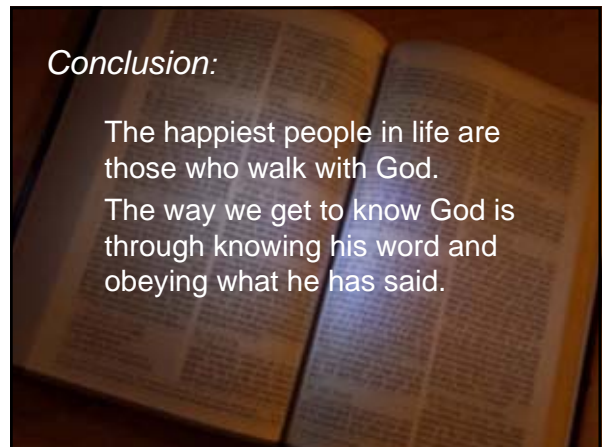 Conclusion:
The happiest people in life are
those who walk with God.
The way we get to know God is
through knowing his word and
obeying what he has said.